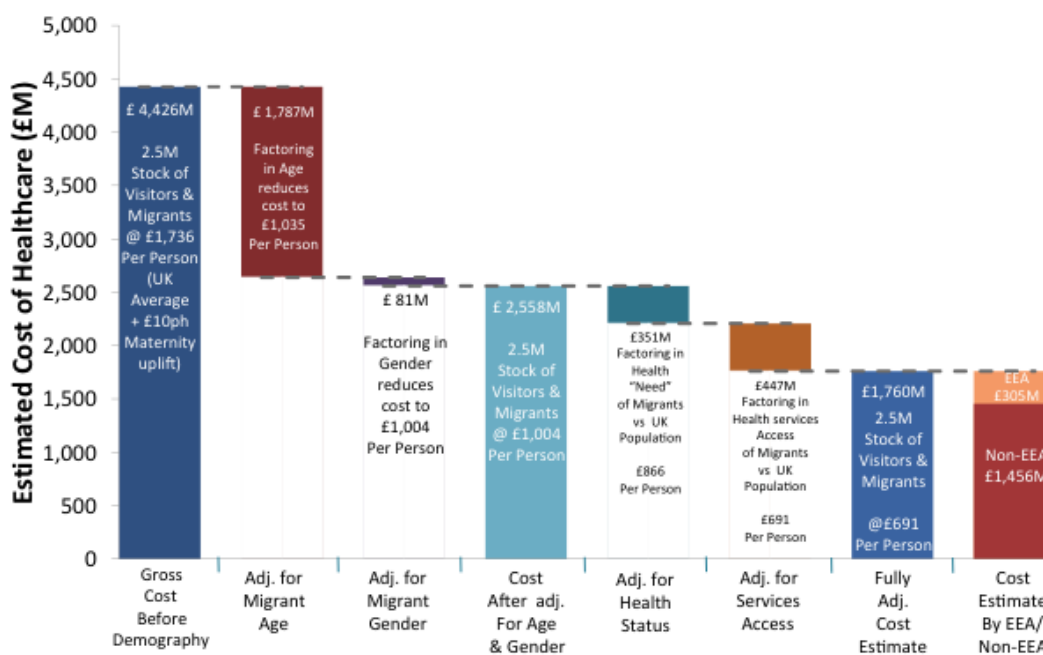 Estimated Cost of Healthcare (£M)
5,000
4,500
4,000
3,500
3,000
2,500
2,000
1,500
1,000
500
0
£ 4,426M
2.5M
Stock of
Visitors &
Migrants
@ £1,736
Per Person
(UK
Average
+ £10ph
Maternity
uplift)
£ 1,787M
Factoring
in Age
reduces
cost to
£1,035
Per Person
£ 81M
Factoring in
Gender
reduces
cost to
£1,004
Per Person
£ 2,558M
2.5M
Stock of
Visitors &
Migrants
@ £1,004
Per Person
£351M
Factoring in
Health
"Need"
of Migrants
vs UK
Population
£866
Per Person
£447M
Factoring in
Health services
Access
of Migrants
vs UK
Population
£691
Per Person
£1,760M
2.5M
Stock of
Visitors &
Migrants
@£691
Per Person
EEA
£305M
Non-EEA
£1,456M
Gross
Cost
Before
Demography
Adj. for
Migrant
Age
Adj. for
Migrant
Gender
Cost
After adj.
For Age
& Gender
Adj. for
Health
Status
Adj. for
Services
Access
Fully
Adj.
Cost
Estimate
Cost
Estimate
By EEA/
Non-EEA